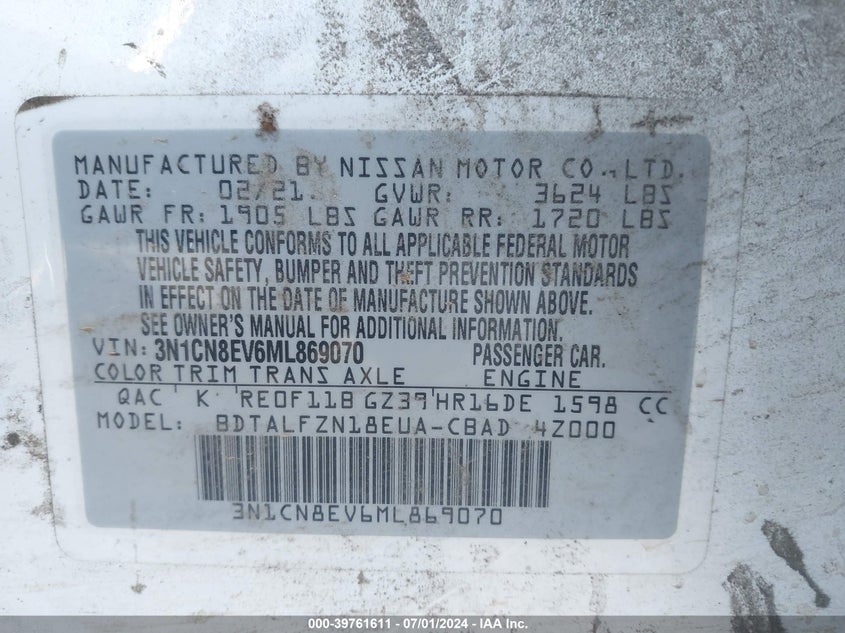 MANUFACTURED BY NISSAN MOTOR CO., LTD.
DATE: 02/21. GVWR: 3624 LBS
GAWR FR: 1905 LBS GAWR RR: 1720 LBS
THIS VEHICLE CONFORMS TO ALL APPLICABLE FEDERAL MOTOR
VEHICLE SAFETY, BUMPER AND THEFT PREVENTION STANDARDS
IN EFFECT ON THE DATE OF MANUFACTURE SHOWN ABOVE.
SEE OWNER'S MANUAL FOR ADDITIONAL INFORMATION.
VIN: 3N1CN8EV6ML869070 PASSENGER CAR.
COLOR TRIM TRANS AXLE ENGINE
QAC K RE0F11B GZ39 HR16DE 1598 CC
MODEL: BDTALFZN18EUA-CBAD 4Z000
3N1CN8EV6ML869070
000-39761611 - 07/01/2024 - IAA Inc.